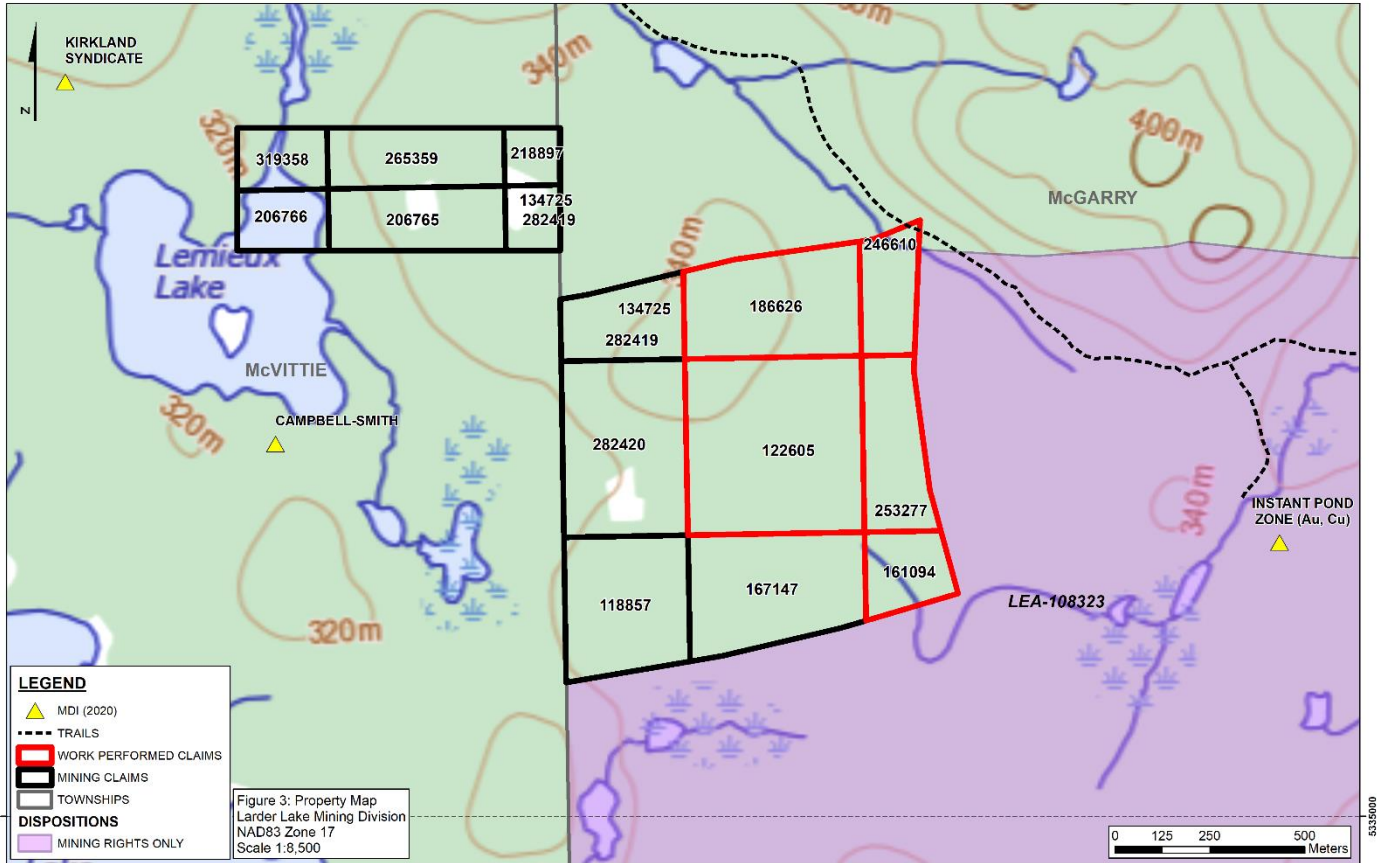 KIRKLAND
SYNDICATE
N
340m
320m
400m
McGARRY
319358
265359
218897
206766
206765
134725
282419
Lemieux
Lake
246610
340m
134725
282419
186626
McVITTIE
320m
CAMPBELL-SMITH
282420
122605
253277
340m
INSTANT POND
ZONE (Au, Cu)
161094
118857
167147
LEA-108323
320m
LEGEND
MDI (2020)
TRAILS
WORK PERFORMED CLAIMS
MINING CLAIMS
TOWNSHIPS
DISPOSITIONS
MINING RIGHTS ONLY
Figure 3: Property Map
Larder Lake Mining Division
NAD83 Zone 17
Scale 1:8,500
0 125 250 500
Meters
5335000